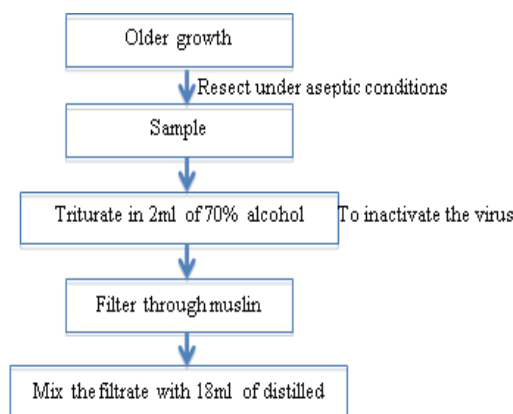 Older growth
Resect under aseptic conditions
Sample
Triturate in 2ml of 70% alcohol
To inactivate the virus
Filter through muslin
Mix the filtrate with 18ml of distilled